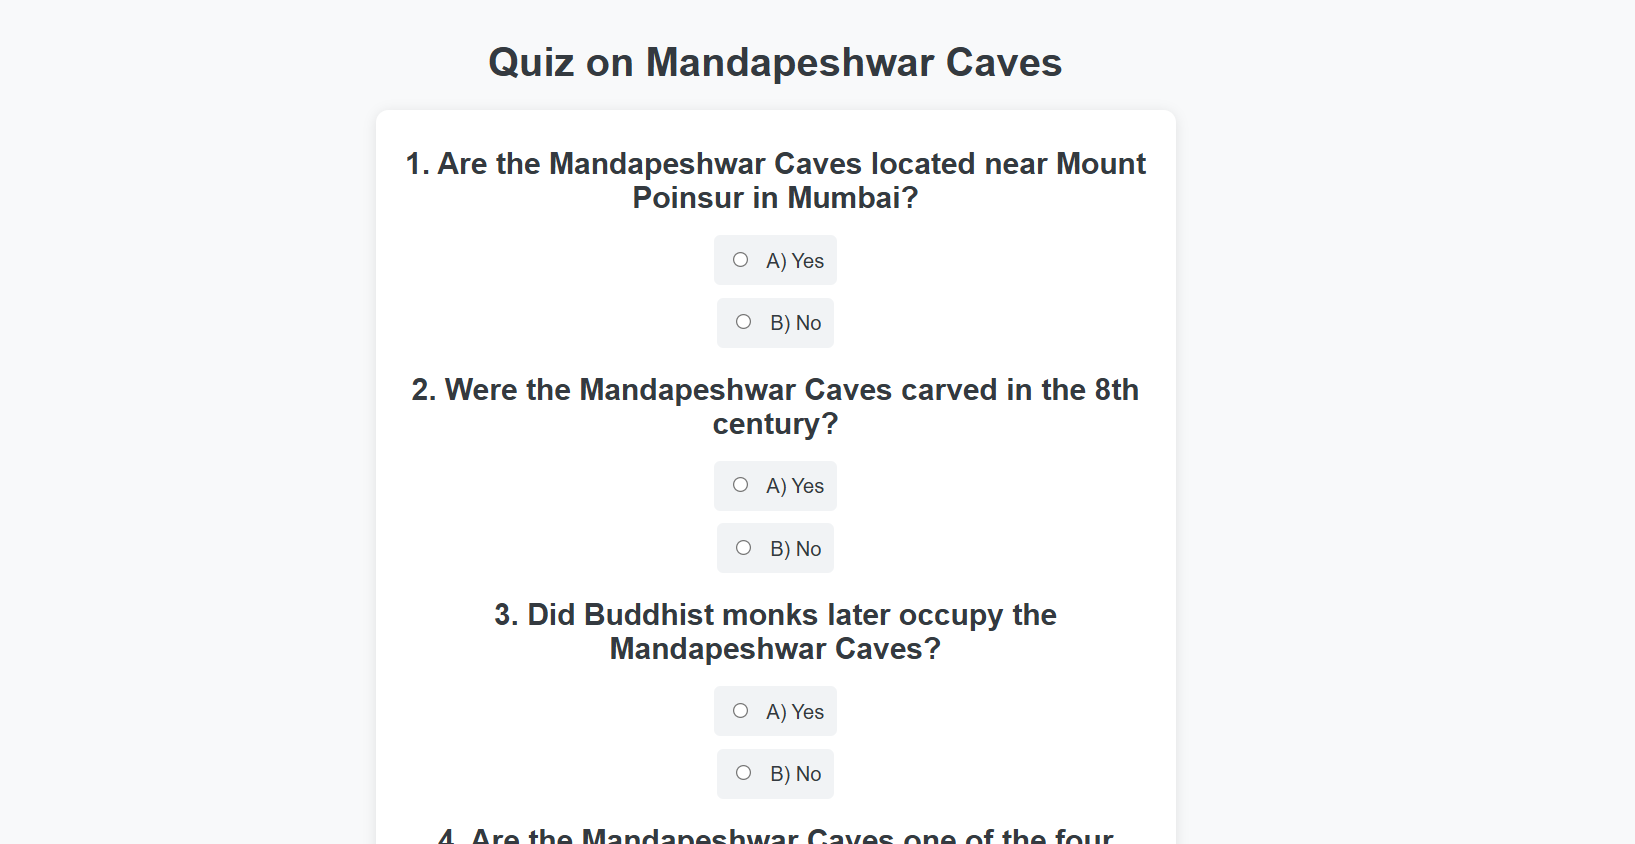 Quiz on Mandapeshwar Caves
1. Are the Mandapeshwar Caves located near Mount
Poinsur in Mumbai?
A) Yes
B) No
2. Were the Mandapeshwar Caves carved in the 8th
century?
A) Yes
B) No
3. Did Buddhist monks later occupy the
Mandapeshwar Caves?
A) Yes
B) No
4. Are the Mandapeshwar Caves one of the four